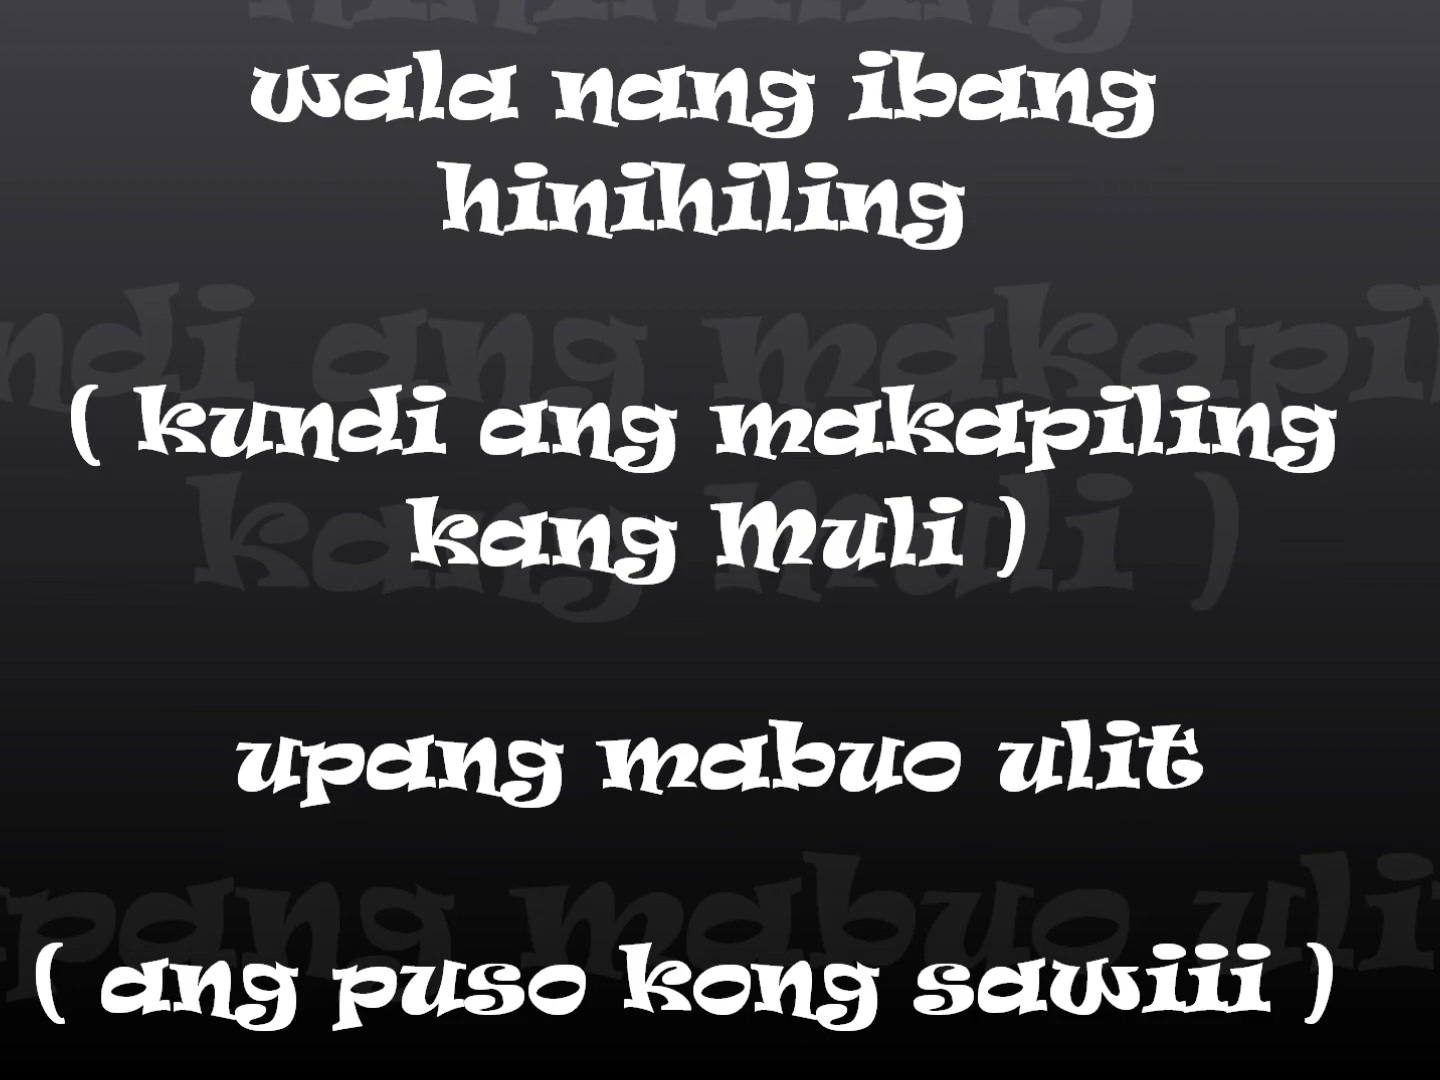 wala nang ibang
hinihiling
( kundi ang makapiling
kang Muli )
upang mabuo ulit
( ang puso kong sawiii )